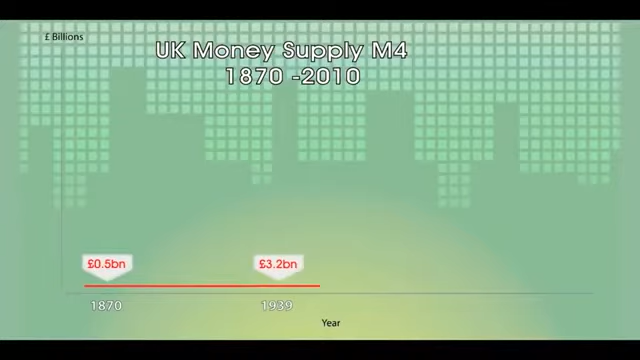 £ Billions
UK Money Supply M4
1870 -2010
£0.5bn
£3.2bn
1870
1939
Year